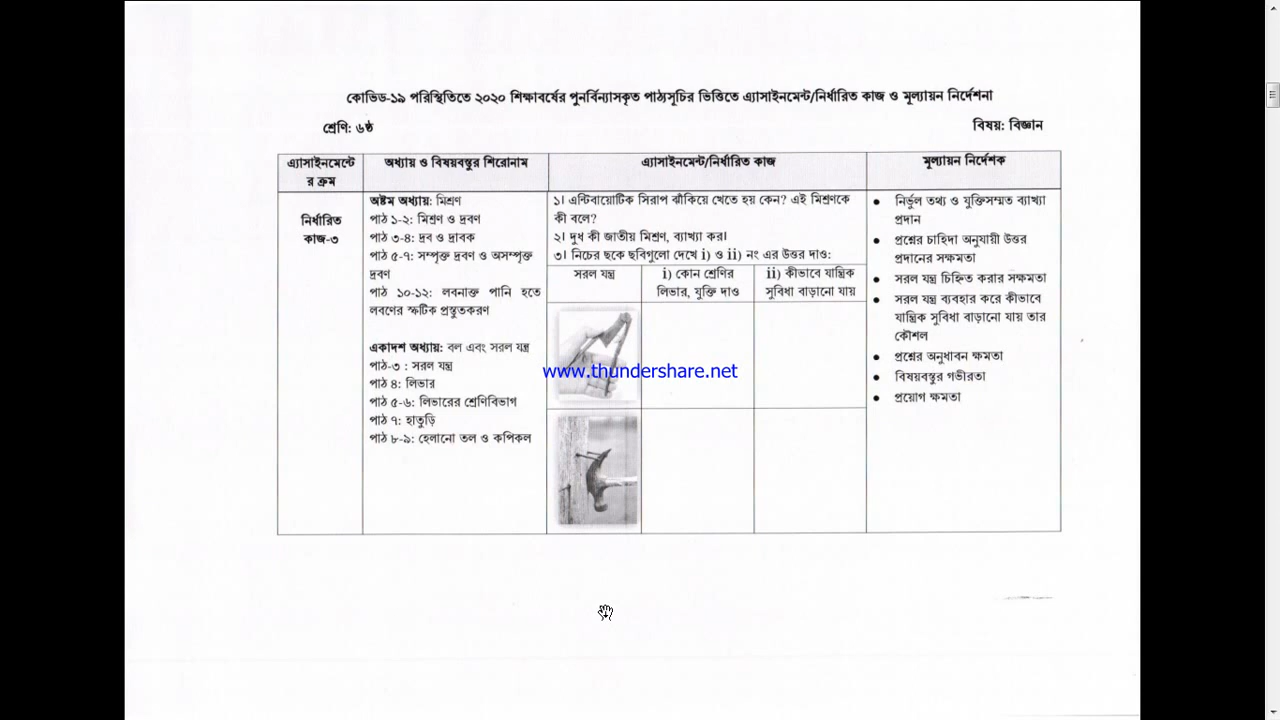 কোভিড-১৯ পরিস্থিতিতে ২০২০ শিক্ষাবর্ষের পুনর্বিন্যাসকৃত পাঠ্যসূচির ভিত্তিতে এ্যাসাইনমেন্ট/নির্ধারিত কাজ ও মূল্যায়ন নির্দেশনা
শ্রেণি: ৬ষ্ঠ
বিষয়: বিজ্ঞান
এ্যাসাইনমেন্টে
র ক্রম
অধ্যায় ও বিষয়বস্তুর শিরোনাম
এ্যাসাইনমেন্ট/নির্ধারিত কাজ
মূল্যায়ন নির্দেশক
নির্ধারিত
কাজ-৩
অষ্টম অধ্যায়: মিশ্রণ
পাঠ ১-২: মিশ্রণ ও দ্রবণ
পাঠ ৩-৪: দ্রব ও দ্রাবক
পাঠ ৫-৭: সম্পৃক্ত দ্রবণ ও অসম্পৃক্ত
দ্রবণ
পাঠ ১০-১২: লবনাক্ত পানি হতে
লবণের স্ফটিক প্রস্তুতকরণ
একাদশ অধ্যায়: বল এবং সরল যন্ত্র
পাঠ-৩ : সরল যন্ত্র
পাঠ ৪: লিভার
পাঠ ৫-৬: লিভারের শ্রেণিবিভাগ
পাঠ ৭: হাতুড়ি
পাঠ ৮-৯: হেলানো তল ও কপিকল
১। এন্টিবায়োটিক সিরাপ ঝাঁকিয়ে খেতে হয় কেন? এই মিশ্রণকে
কী বলে?
২। দুধ কী জাতীয় মিশ্রণ, ব্যাখ্যা কর।
৩। নিচের ছকে ছবিগুলো দেখে i) ও ii) নং এর উত্তর দাও:
সরল যন্ত্র
i) কোন শ্রেণির
লিভার, যুক্তি দাও
ii) কীভাবে যান্ত্রিক
সুবিধা বাড়ানো যায়
www.thundershare.net
● নির্ভুল তথ্য ও যুক্তিসম্মত ব্যাখ্যা
প্রদান
● প্রশ্নের চাহিদা অনুযায়ী উত্তর
প্রদানের সক্ষমতা
● সরল যন্ত্র চিহ্নিত করার সক্ষমতা
● সরল যন্ত্র ব্যবহার করে কীভাবে
যান্ত্রিক সুবিধা বাড়ানো যায় তার
কৌশল
● প্রশ্নের অনুধাবন ক্ষমতা
● বিষয়বস্তুর গভীরতা
● প্রয়োগ ক্ষমতা